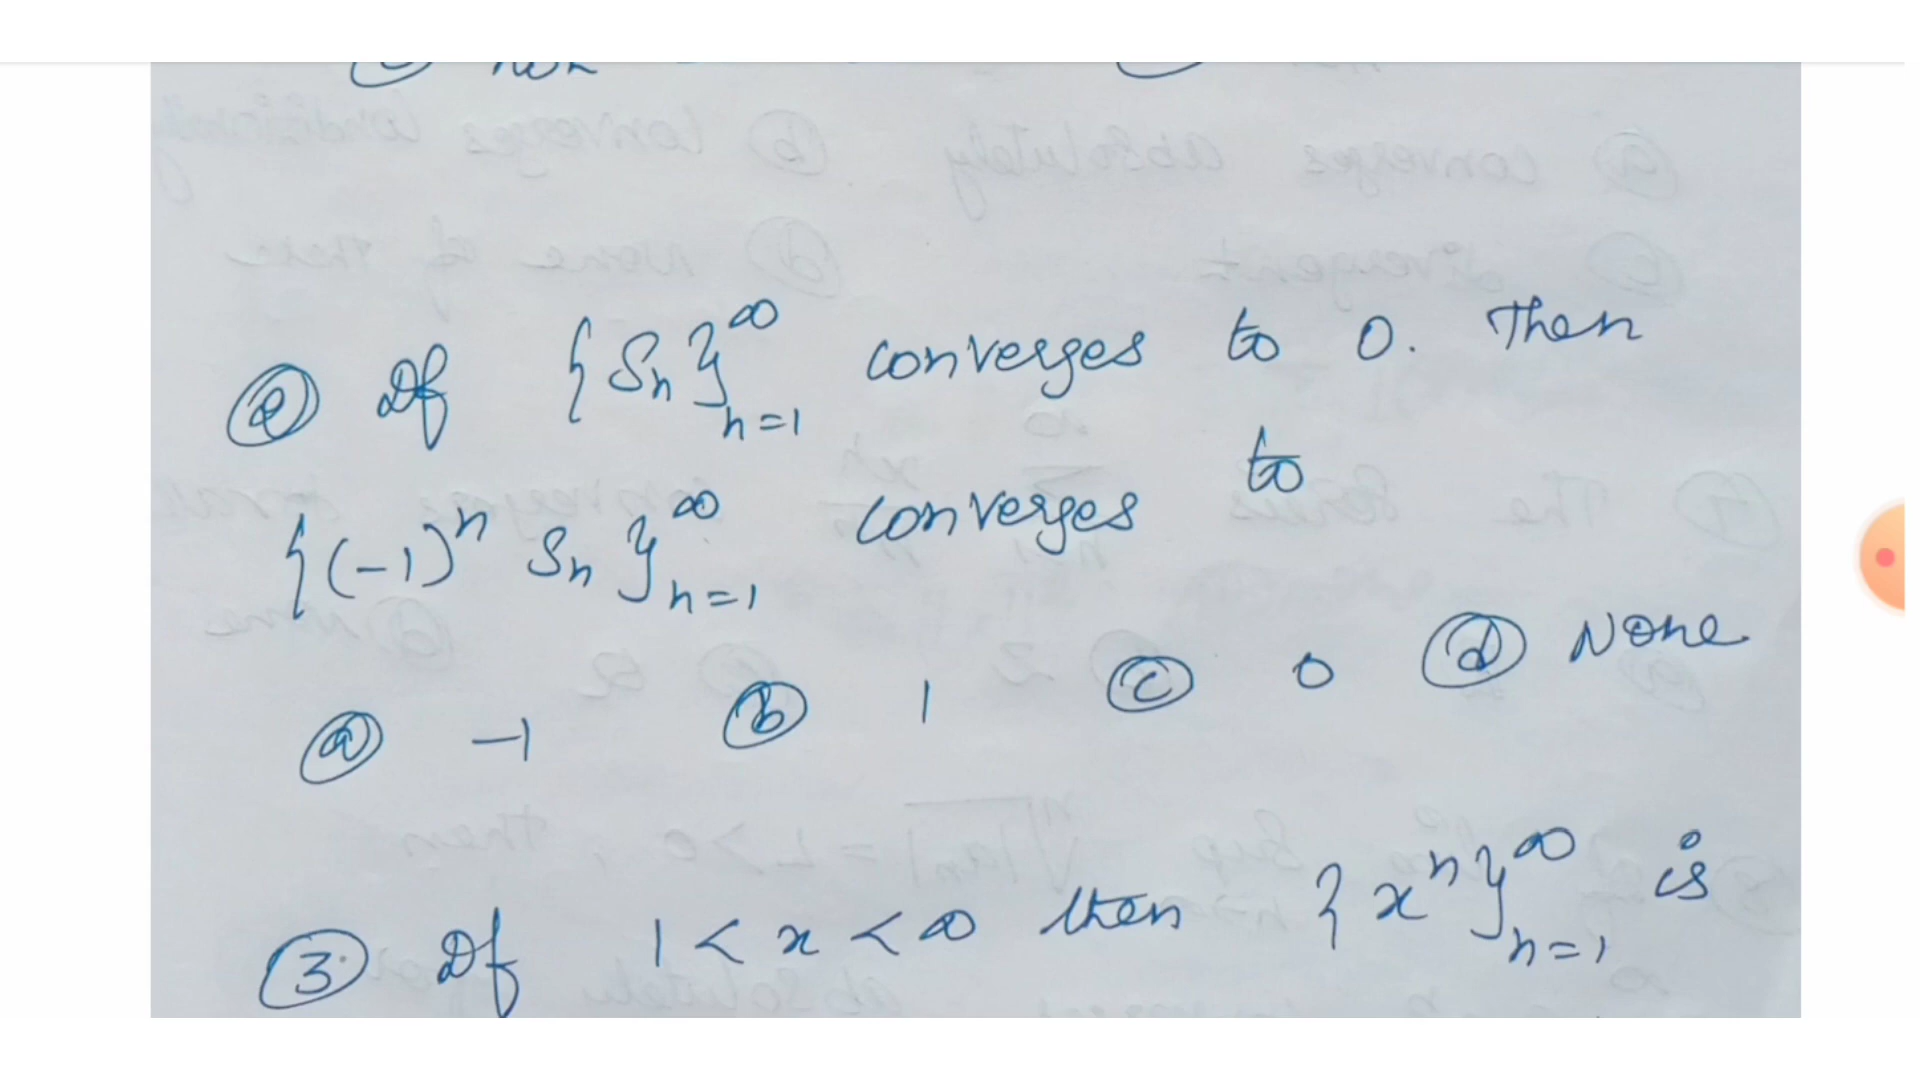 ② If {Sn}∞n=1 converges to 0. Then
{(-1)^n Sn}∞n=1 converges to
ⓐ -1 ⓑ 1 ⓒ 0 ⓓ None
③ If 1 < x < ∞ then {x^n}∞n=1 is